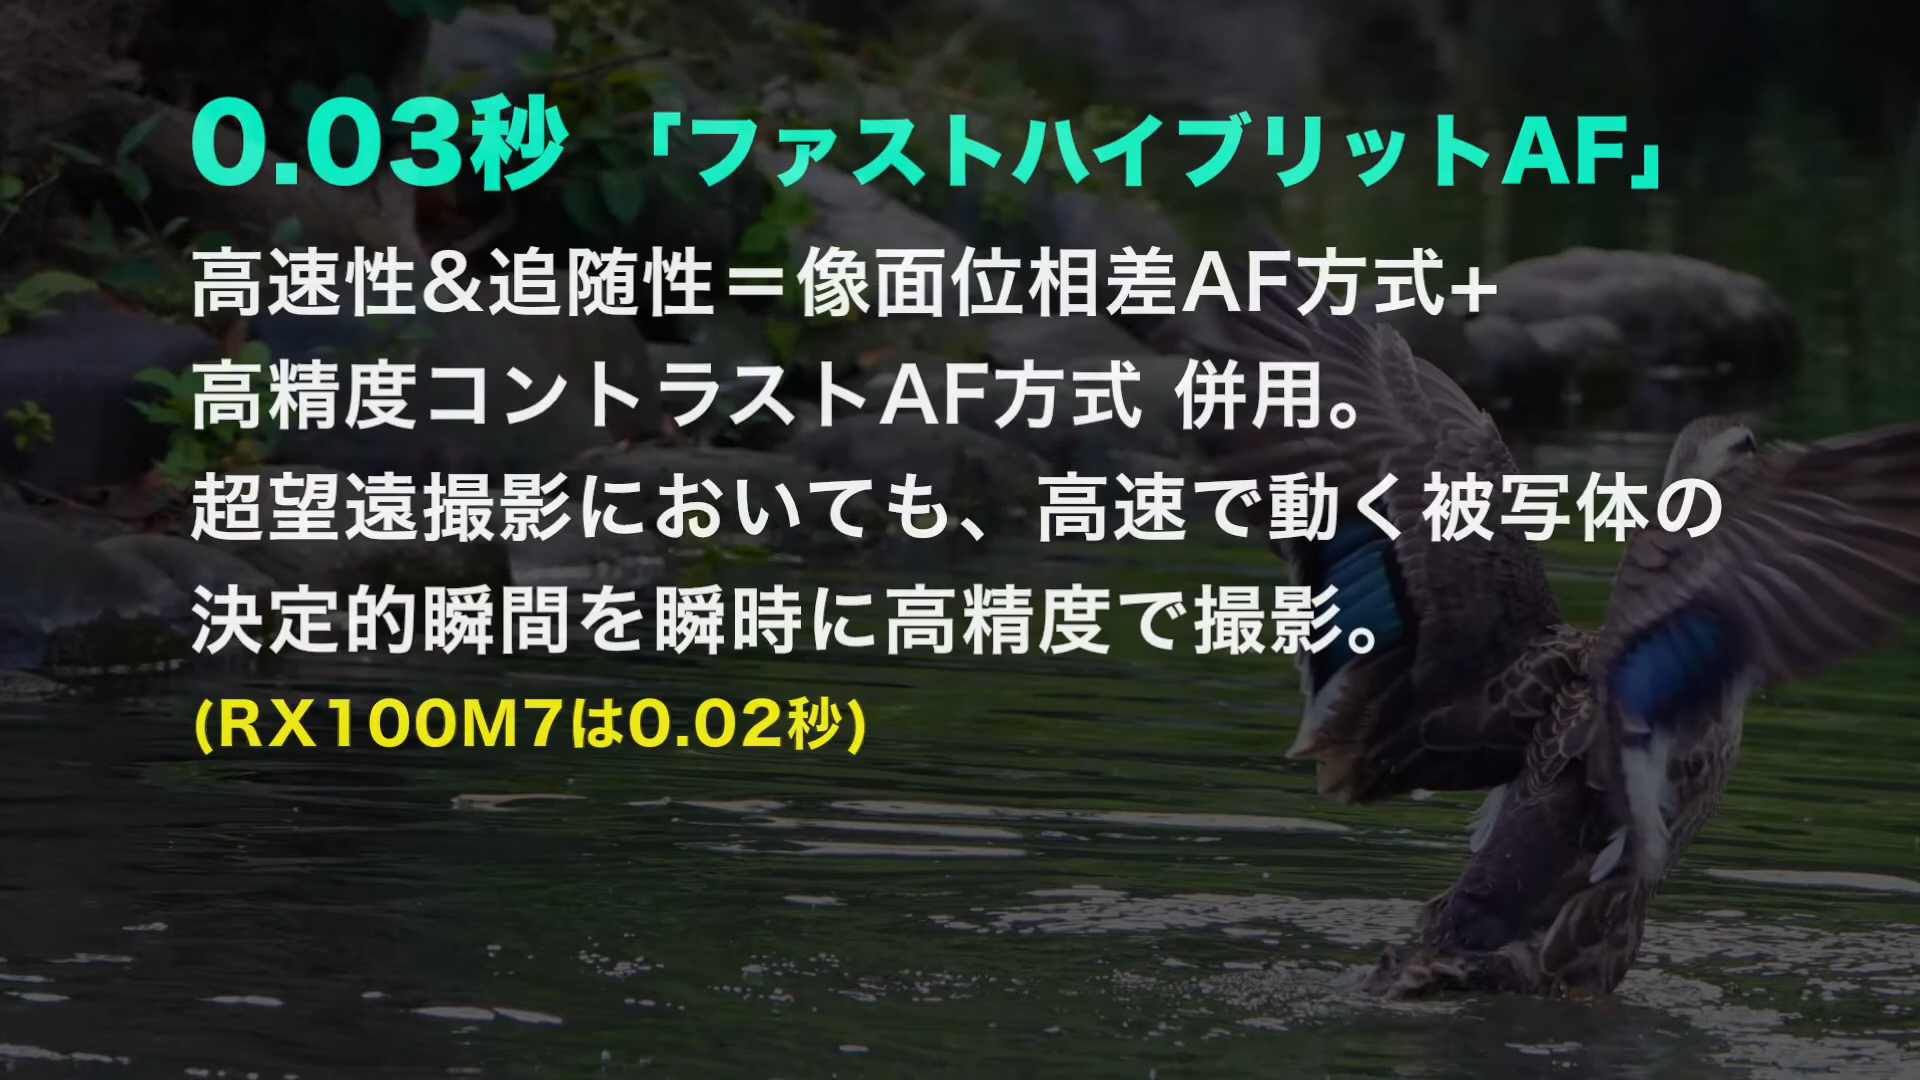 0.03秒 「ファストハイブリットAF」
高速性&追随性＝像面位相差AF方式+
高精度コントラストAF方式 併用。
超望遠撮影においても、高速で動く被写体の
決定的瞬間を瞬時に高精度で撮影。
(RX100M7は0.02秒)